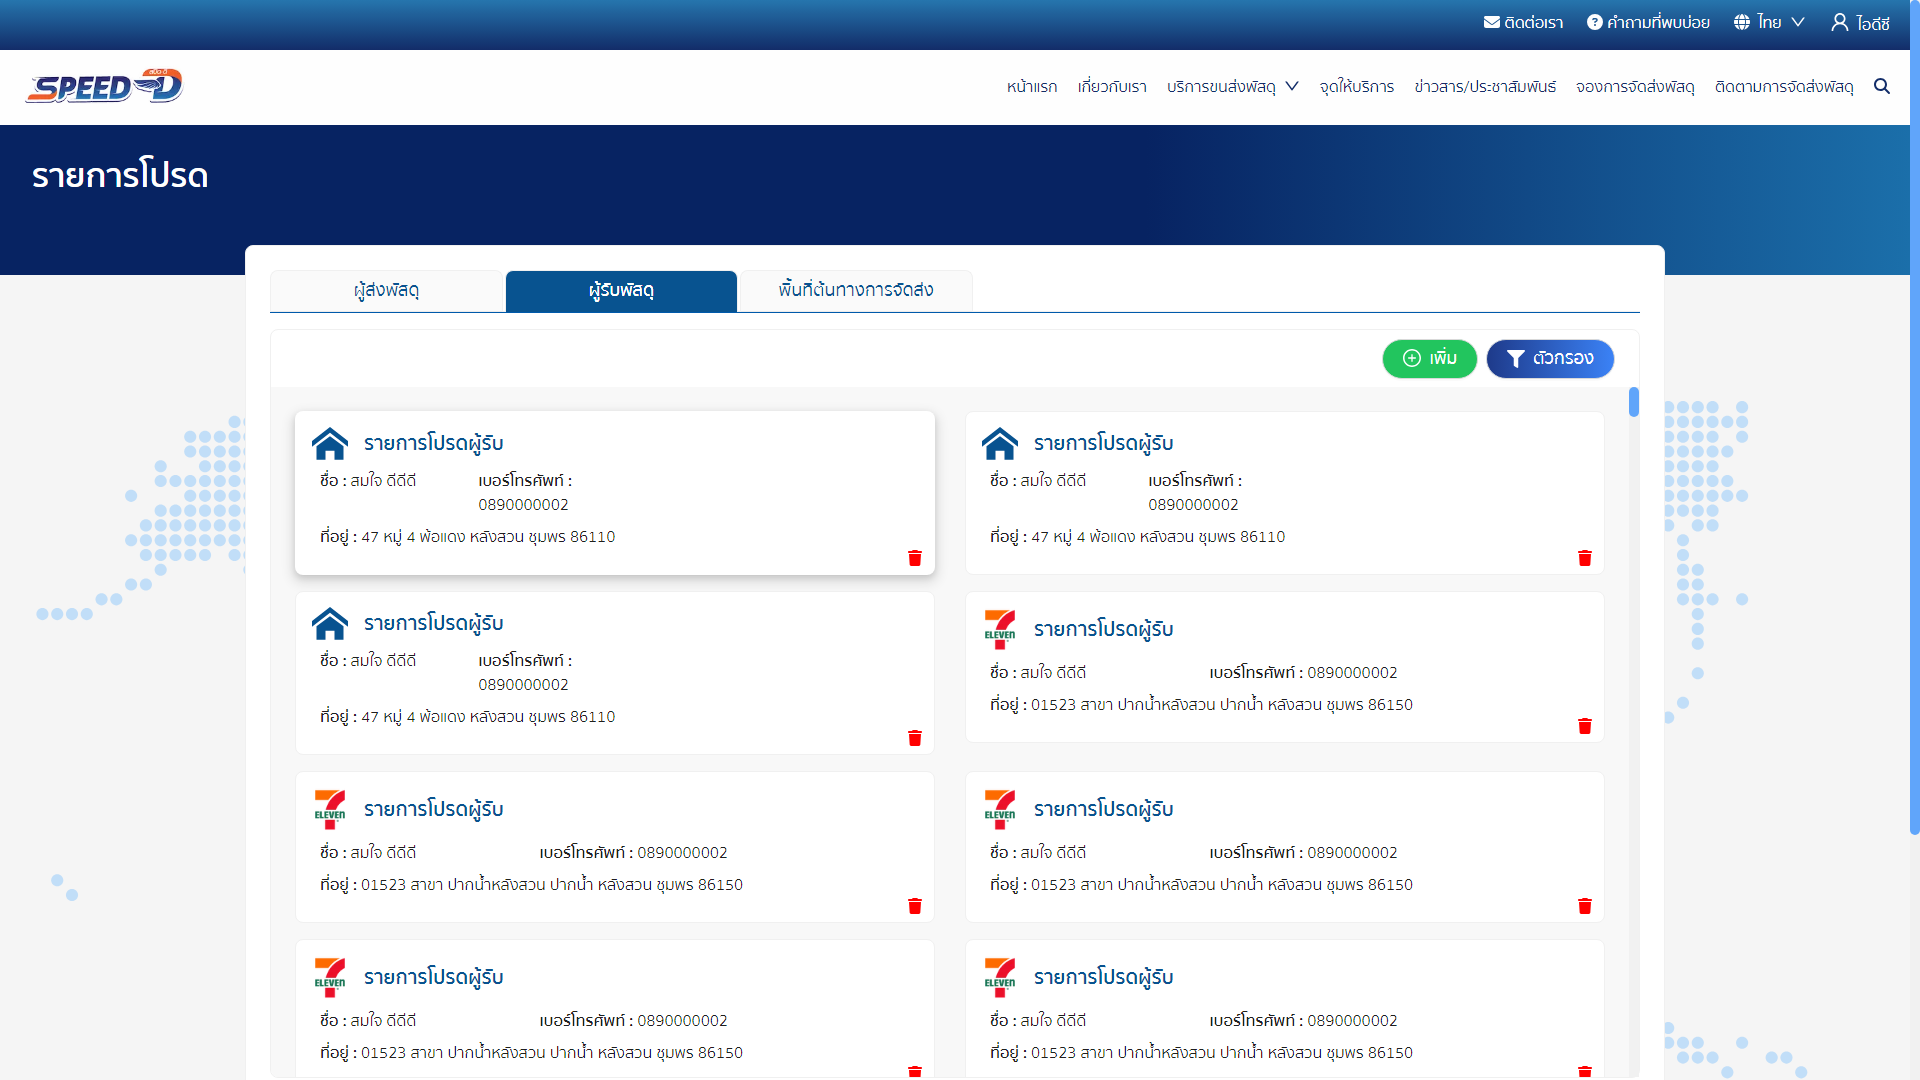 ติดต่อเรา คำถามที่พบบ่อย ไทย ไอดีซี
สปีด-ดี
SPEED-D
หน้าแรก เกี่ยวกับเรา บริการขนส่งพัสดุ จุดให้บริการ ข่าวสาร/ประชาสัมพันธ์ จองการจัดส่งพัสดุ ติดตามการจัดส่งพัสดุ
รายการโปรด
ผู้ส่งพัสดุ ผู้รับพัสดุ พื้นที่ต้นทางการจัดส่ง
เพิ่ม ตัวกรอง
รายการโปรดผู้รับ
ชื่อ : สมใจ ดีดีดี เบอร์โทรศัพท์ :
0890000002
ที่อยู่ : 47 หมู่ 4 พ้อแดง หลังสวน ชุมพร 86110
รายการโปรดผู้รับ
ชื่อ : สมใจ ดีดีดี เบอร์โทรศัพท์ :
0890000002
ที่อยู่ : 47 หมู่ 4 พ้อแดง หลังสวน ชุมพร 86110
รายการโปรดผู้รับ
ชื่อ : สมใจ ดีดีดี เบอร์โทรศัพท์ :
0890000002
ที่อยู่ : 47 หมู่ 4 พ้อแดง หลังสวน ชุมพร 86110
7 ELEVEn รายการโปรดผู้รับ
ชื่อ : สมใจ ดีดีดี เบอร์โทรศัพท์ : 0890000002
ที่อยู่ : 01523 สาขา ปากน้ำหลังสวน ปากน้ำ หลังสวน ชุมพร 86150
7 ELEVEn รายการโปรดผู้รับ
ชื่อ : สมใจ ดีดีดี เบอร์โทรศัพท์ : 0890000002
ที่อยู่ : 01523 สาขา ปากน้ำหลังสวน ปากน้ำ หลังสวน ชุมพร 86150
7 ELEVEn รายการโปรดผู้รับ
ชื่อ : สมใจ ดีดีดี เบอร์โทรศัพท์ : 0890000002
ที่อยู่ : 01523 สาขา ปากน้ำหลังสวน ปากน้ำ หลังสวน ชุมพร 86150
7 ELEVEn รายการโปรดผู้รับ
ชื่อ : สมใจ ดีดีดี เบอร์โทรศัพท์ : 0890000002
ที่อยู่ : 01523 สาขา ปากน้ำหลังสวน ปากน้ำ หลังสวน ชุมพร 86150
7 ELEVEn รายการโปรดผู้รับ
ชื่อ : สมใจ ดีดีดี เบอร์โทรศัพท์ : 0890000002
ที่อยู่ : 01523 สาขา ปากน้ำหลังสวน ปากน้ำ หลังสวน ชุมพร 86150